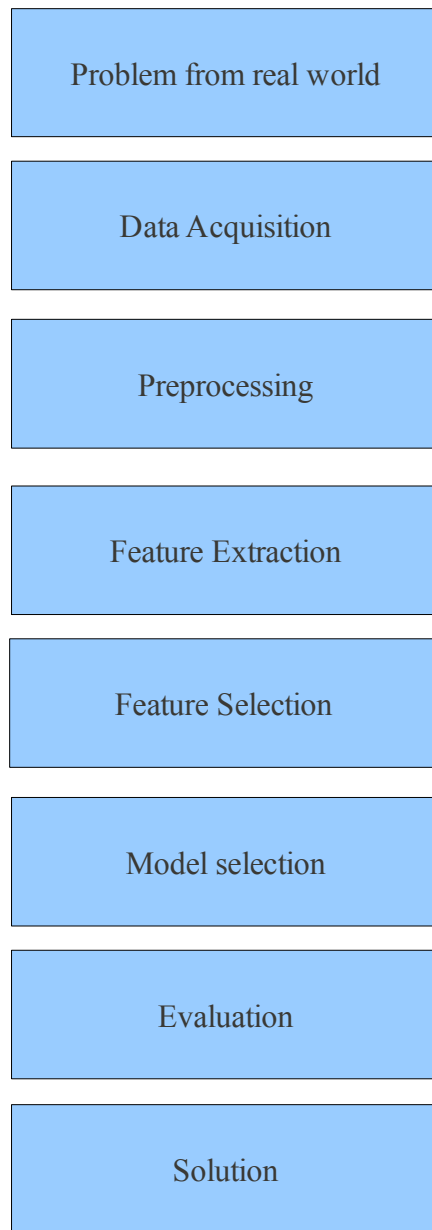 Problem from real world
Data Acquisition
Preprocessing
Feature Extraction
Feature Selection
Model selection
Evaluation
Solution